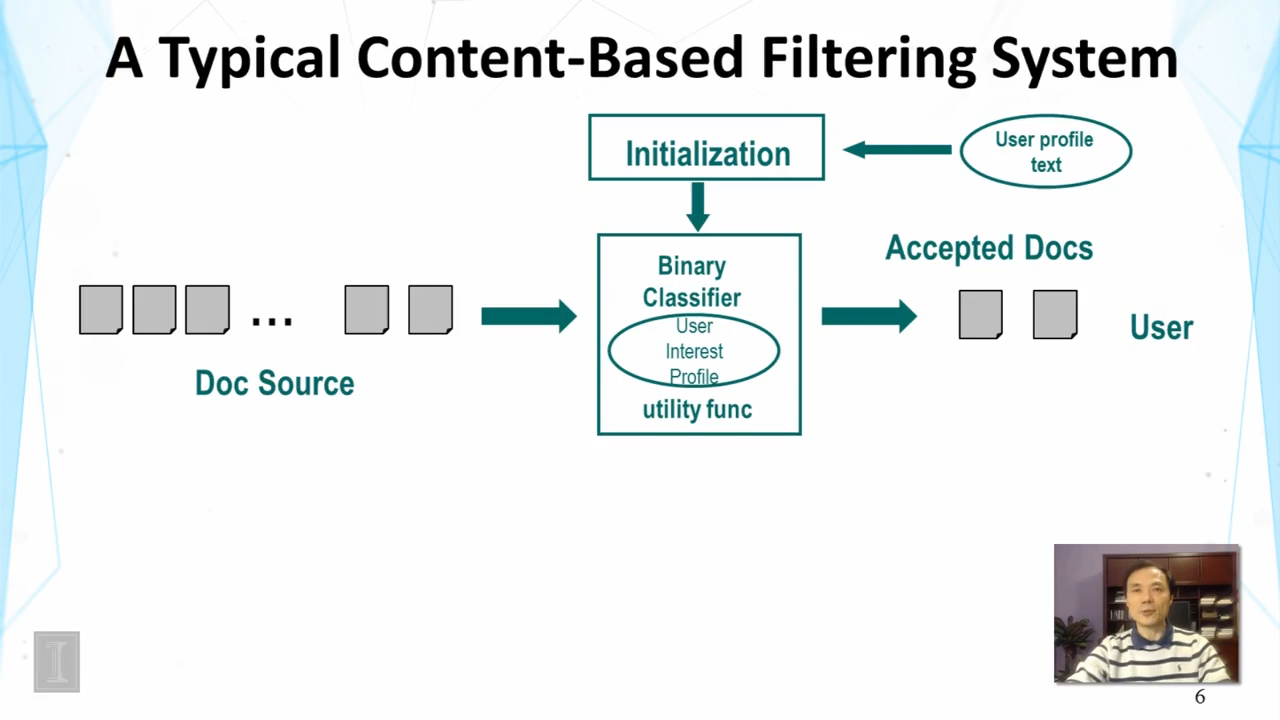 A Typical Content-Based Filtering System
Initialization
User profile
text
Binary
Classifier
User
Interest
Profile
utility func
Accepted Docs
User
...
Doc Source
I
6